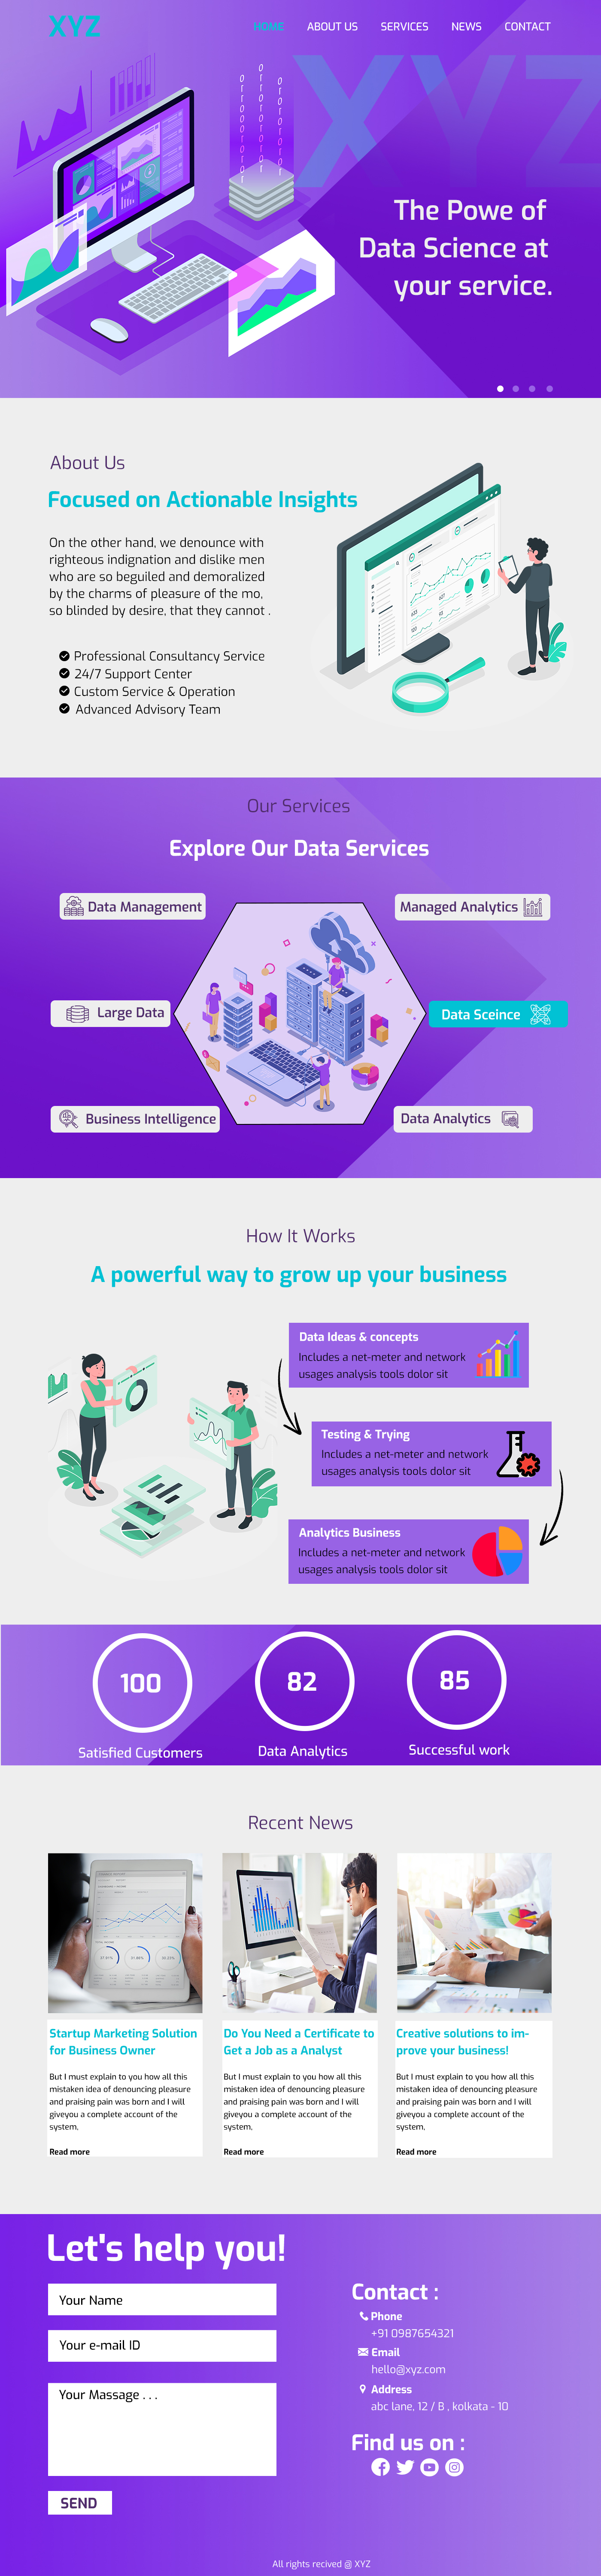 XYZ
HOME ABOUT US SERVICES NEWS CONTACT
XYZ
The Powe of
Data Science at
your service.
About Us
Focused on Actionable Insights
On the other hand, we denounce with
righteous indignation and dislike men
who are so beguiled and demoralized
by the charms of pleasure of the mo,
so blinded by desire, that they cannot .
Professional Consultancy Service
24/7 Support Center
Custom Service & Operation
Advanced Advisory Team
Our Services
Explore Our Data Services
Data Management
Managed Analytics
Large Data
Data Sceince
Business Intelligence
Data Analytics
How It Works
A powerful way to grow up your business
Data Ideas & concepts
Includes a net-meter and network
usages analysis tools dolor sit
Testing & Trying
Includes a net-meter and network
usages analysis tools dolor sit
Analytics Business
Includes a net-meter and network
usages analysis tools dolor sit
100
Satisfied Customers
82
Data Analytics
85
Successful work
Recent News
Startup Marketing Solution
for Business Owner
But I must explain to you how all this
mistaken idea of denouncing pleasure
and praising pain was born and I will
giveyou a complete account of the
system,
Read more
Do You Need a Certificate to
Get a Job as a Analyst
But I must explain to you how all this
mistaken idea of denouncing pleasure
and praising pain was born and I will
giveyou a complete account of the
system,
Read more
Creative solutions to im-
prove your business!
But I must explain to you how all this
mistaken idea of denouncing pleasure
and praising pain was born and I will
giveyou a complete account of the
system,
Read more
Let's help you!
Your Name
Your e-mail ID
Your Massage . . .
SEND
Contact :
Phone
+91 0987654321
Email
hello@xyz.com
Address
abc lane, 12 / B , kolkata - 10
Find us on :
All rights recived @ XYZ